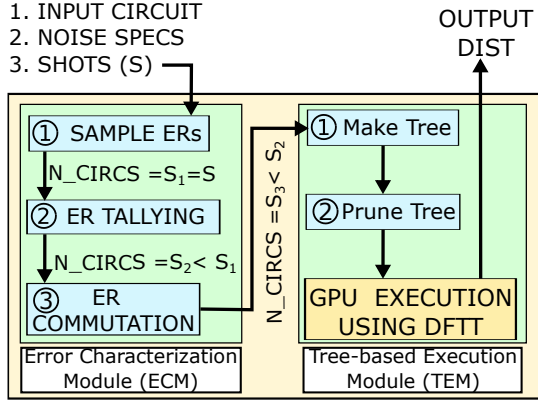 1. INPUT CIRCUIT
2. NOISE SPECS
3. SHOTS (S)
OUTPUT
DIST
1 SAMPLE ERs
N_CIRCS =S₁=S
2 ER TALLYING
N_CIRCS =S₂< S₁
3 ER
COMMUTATION
Error Characterization
Module (ECM)
N_CIRCS =S₃< S₂
1 Make Tree
2 Prune Tree
GPU EXECUTION
USING DFTT
Tree-based Execution
Module (TEM)